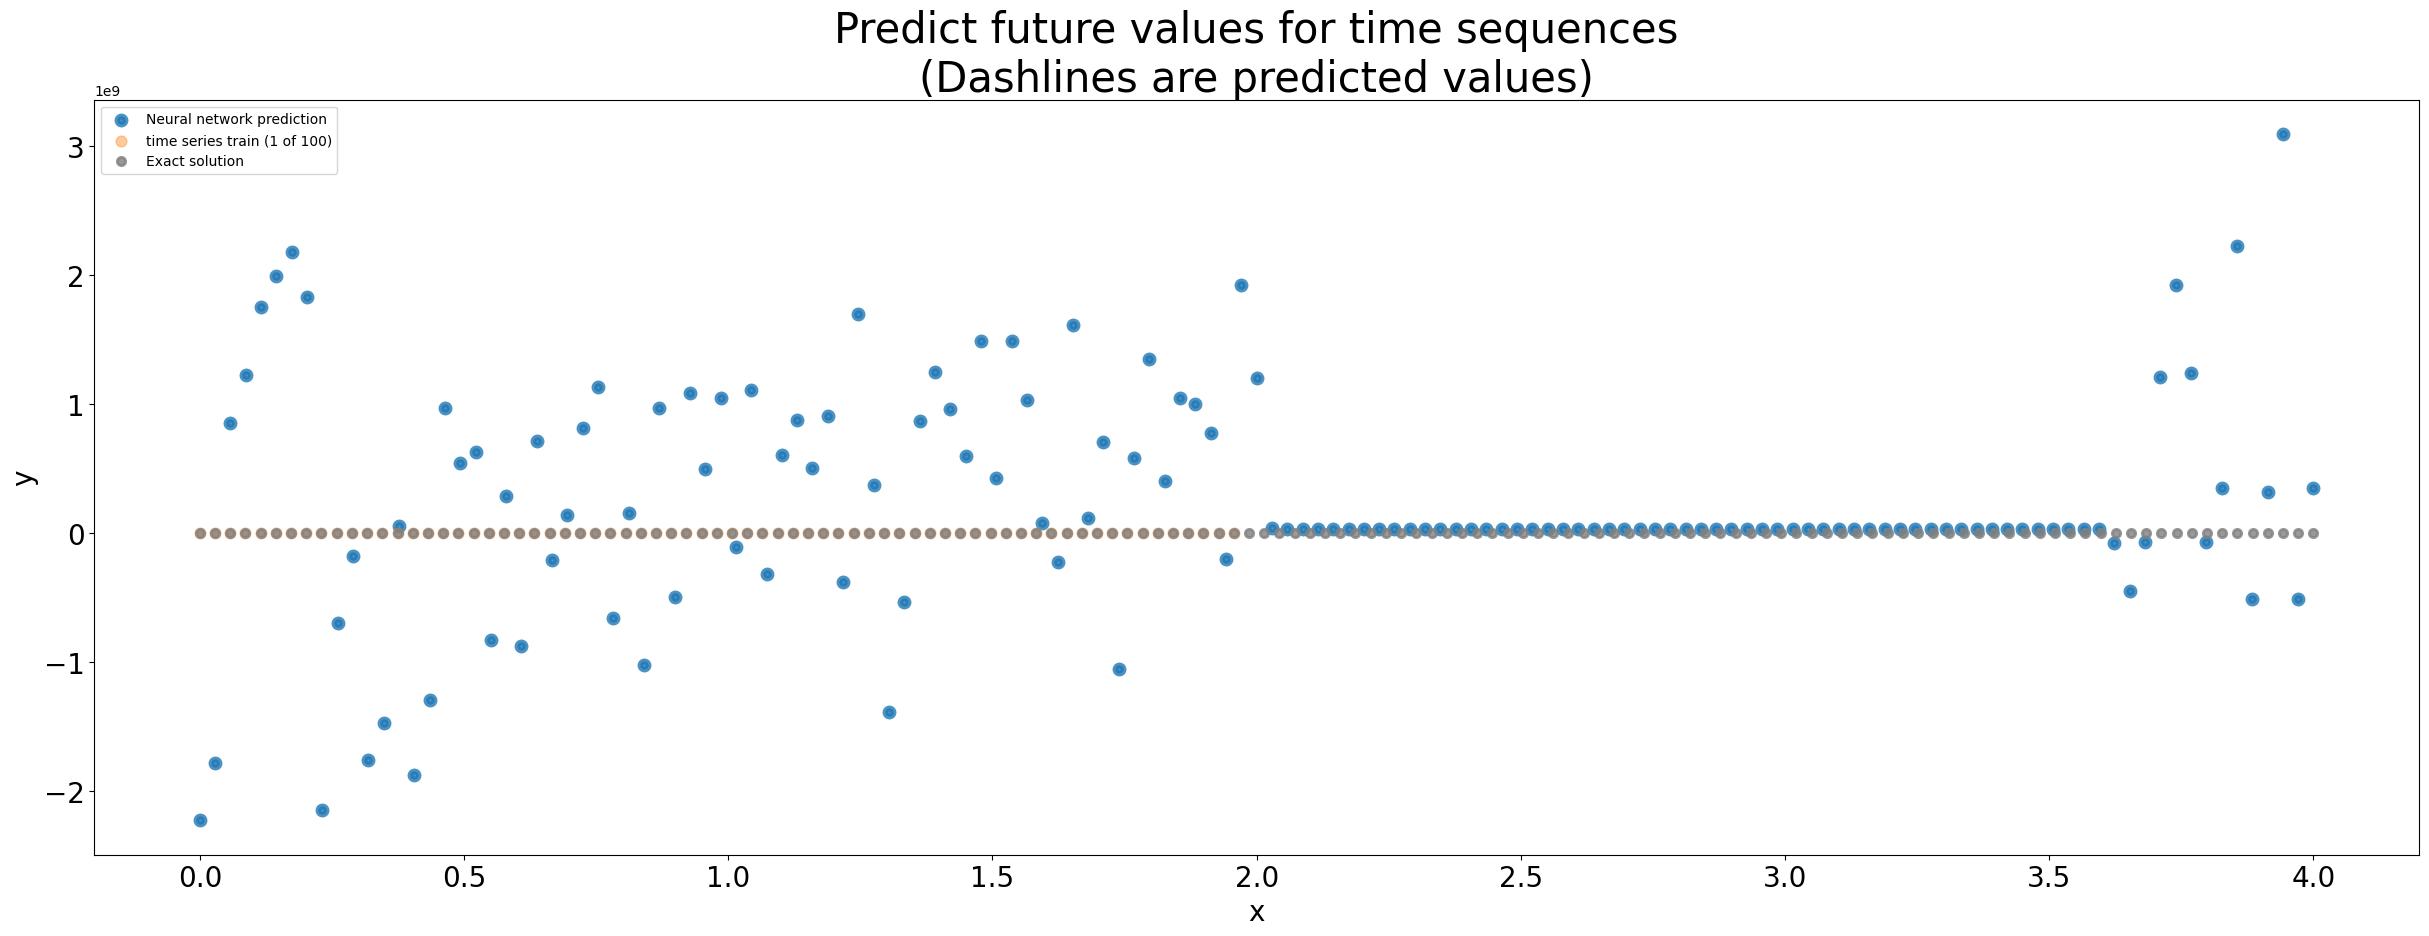 Predict future values for time sequences
(Dashlines are predicted values)
1e9
Neural network prediction
time series train (1 of 100)
Exact solution
3
2
1
0
−1
−2
y
0.0 0.5 1.0 1.5 2.0 2.5 3.0 3.5 4.0
x